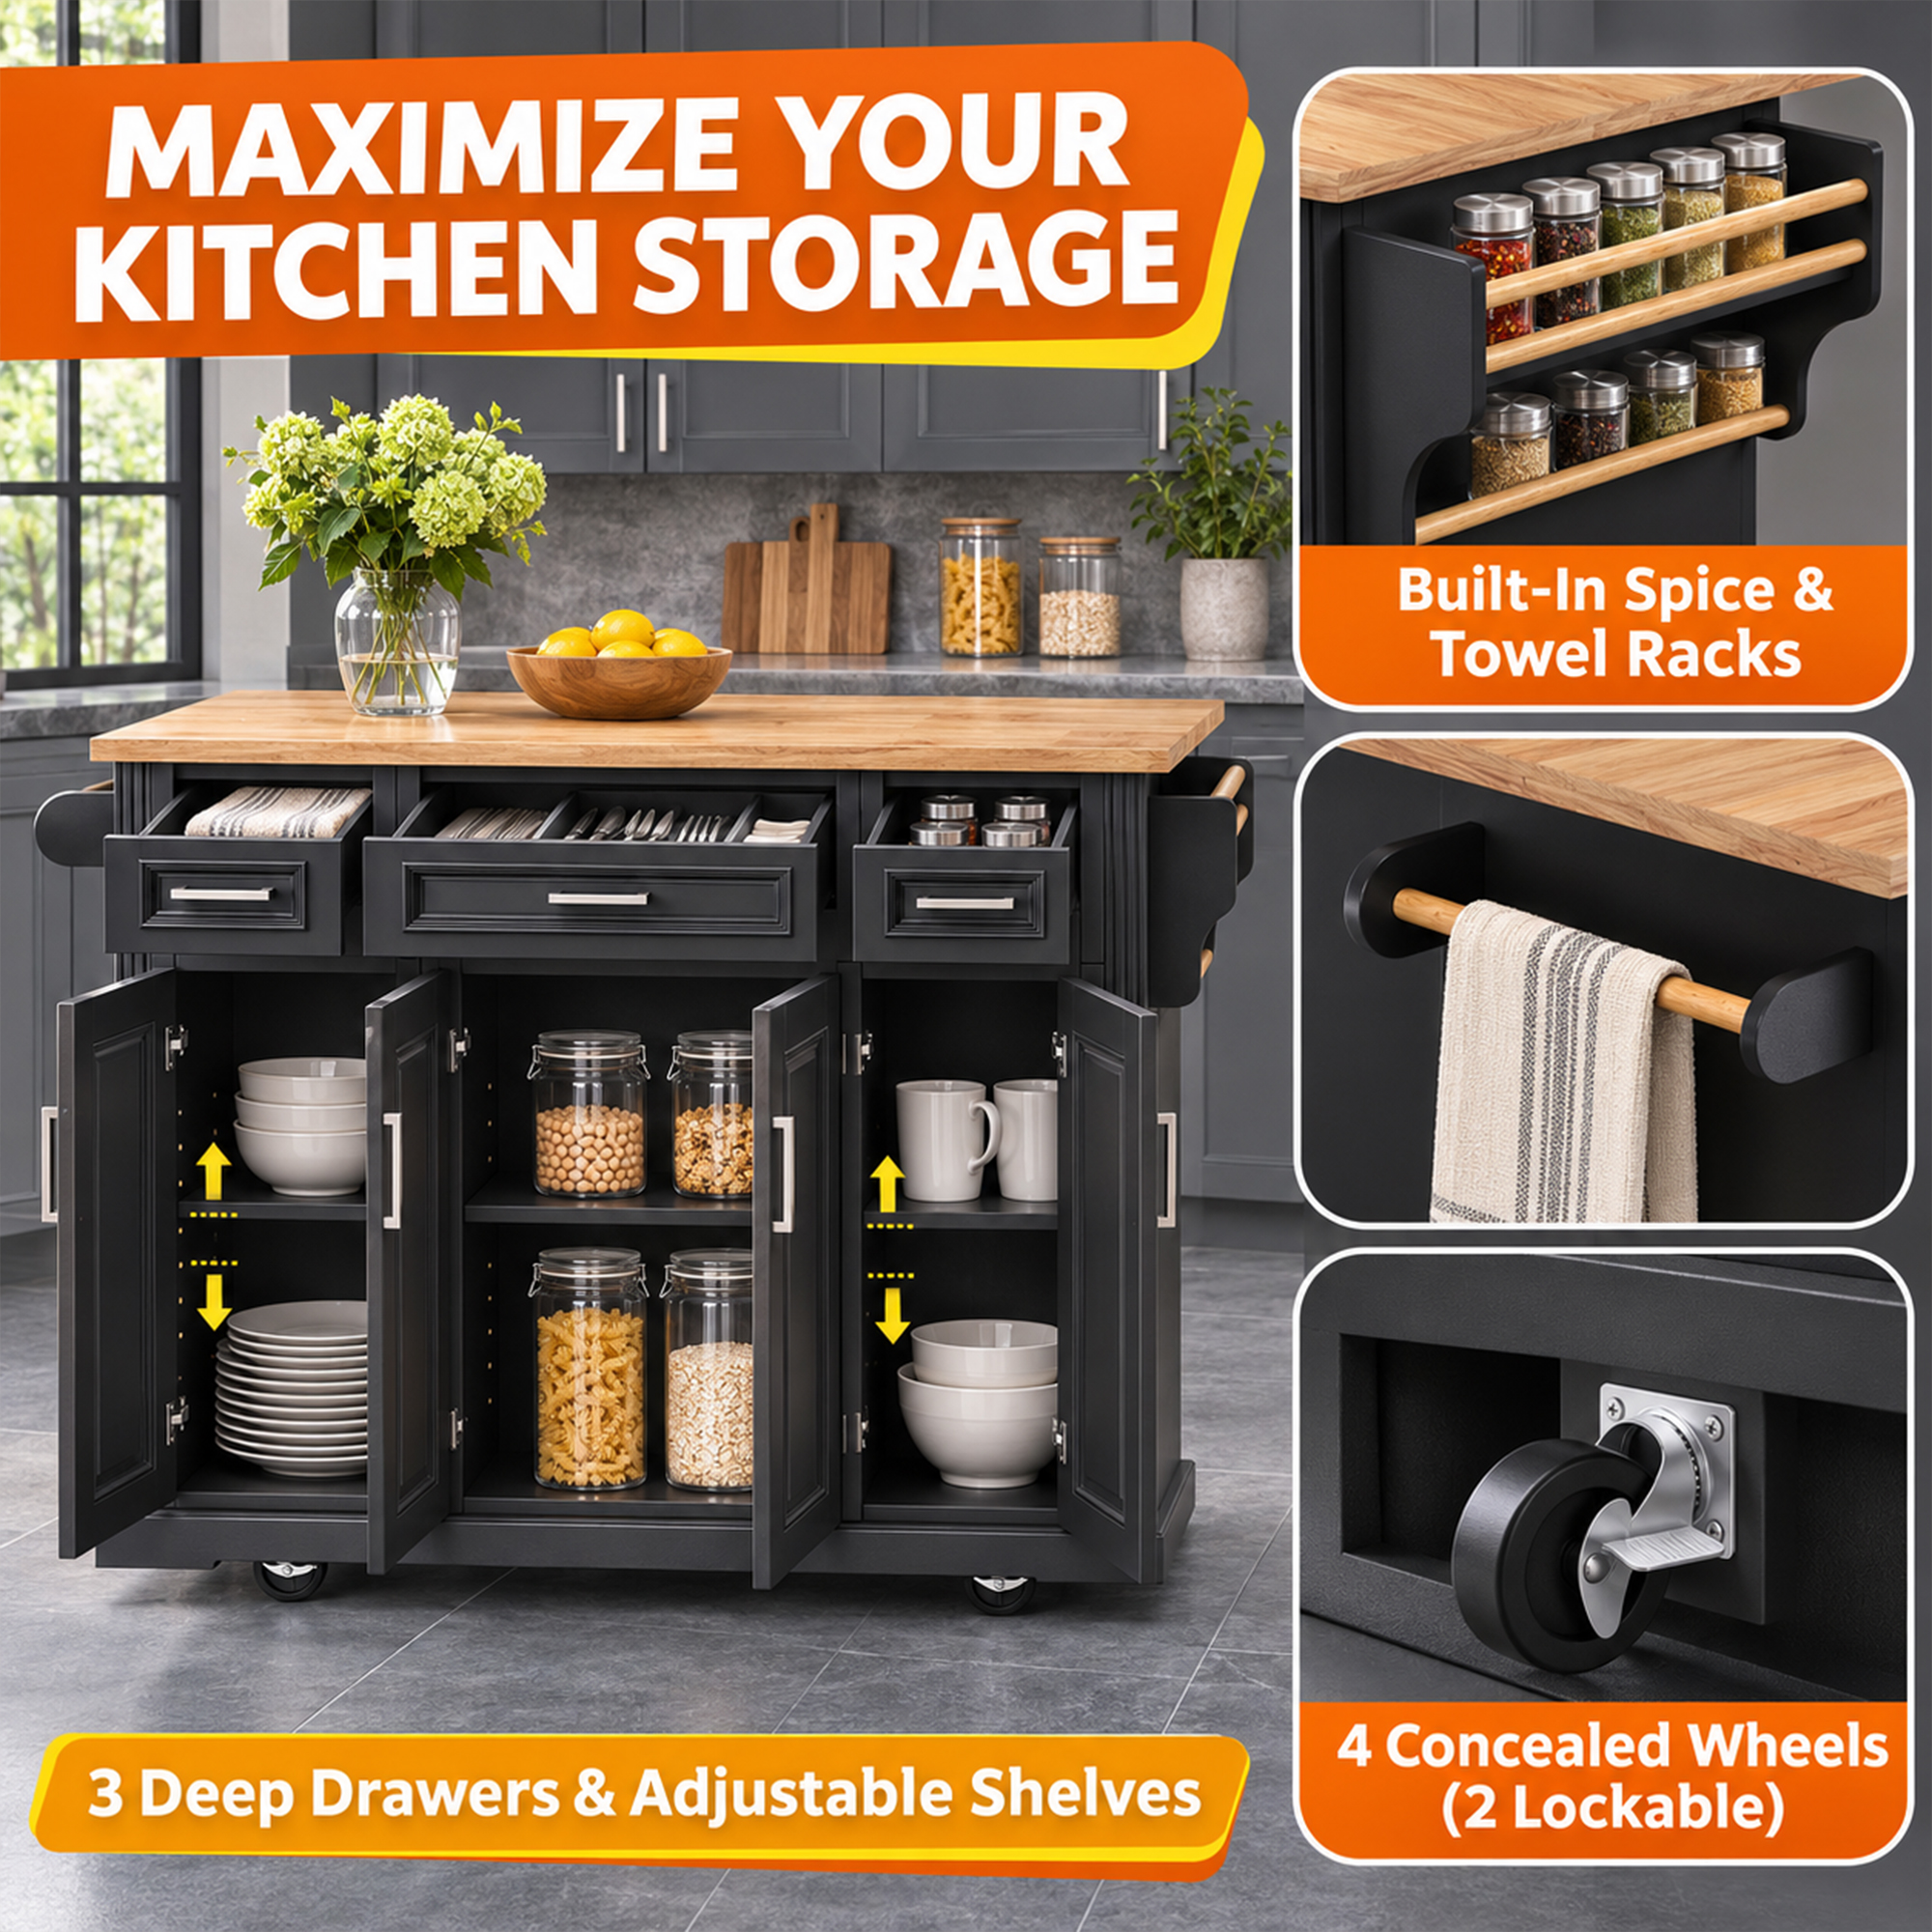 MAXIMIZE YOUR
KITCHEN STORAGE
Built-In Spice &
Towel Racks
4 Concealed Wheels
(2 Lockable)
3 Deep Drawers & Adjustable Shelves